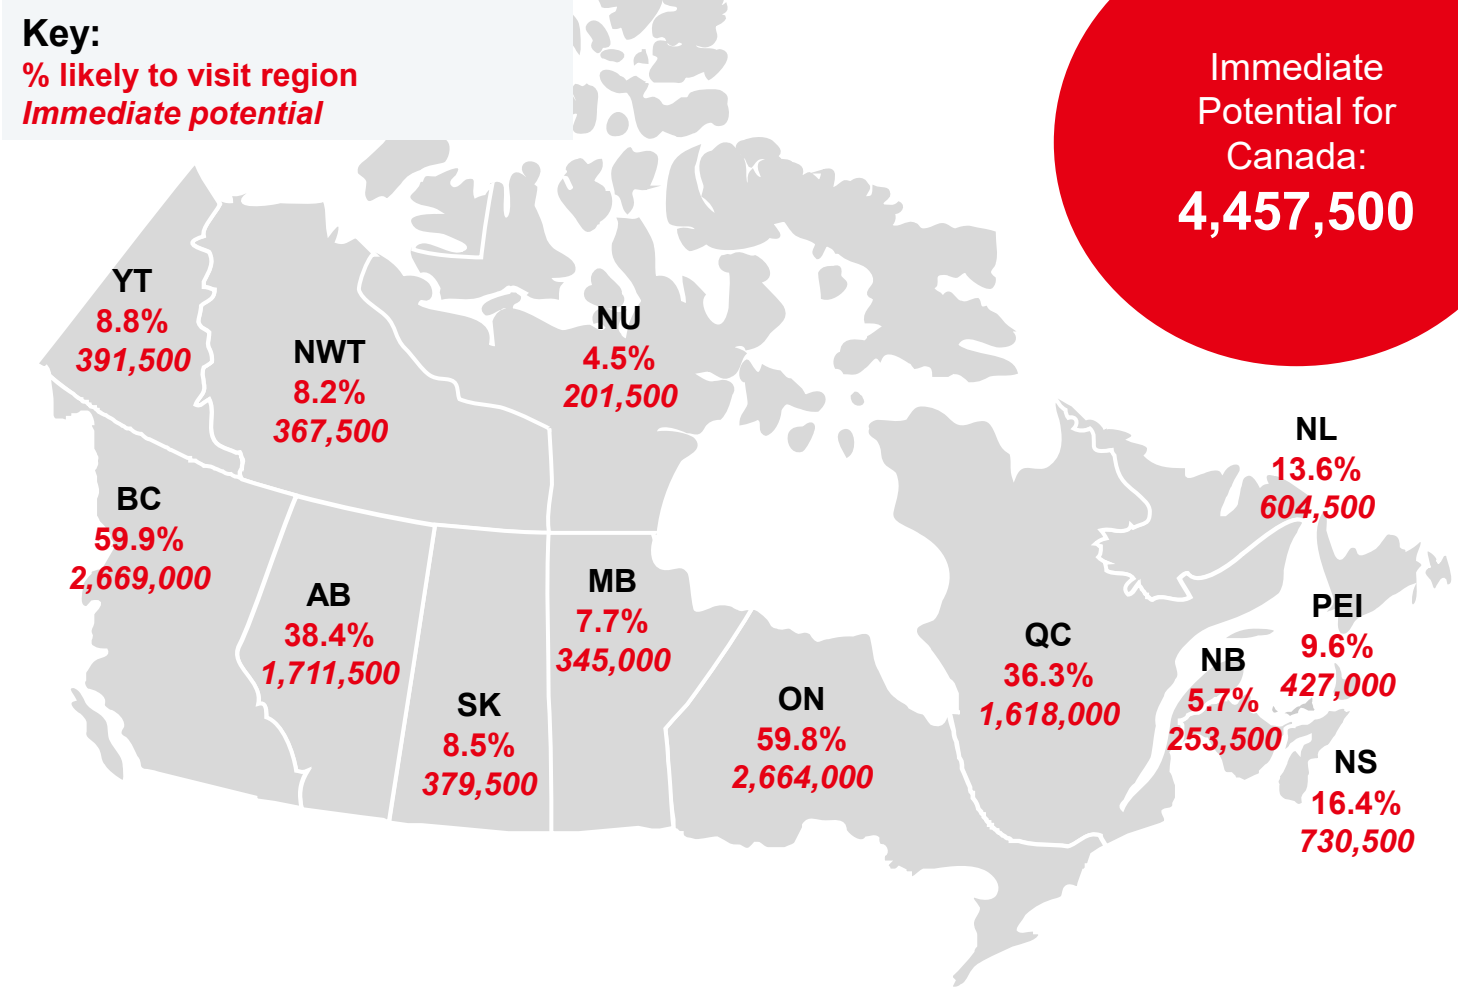 Key:
% likely to visit region
Immediate potential
Immediate
Potential for
Canada:
4,457,500
YT
8.8%
391,500
NWT
8.2%
367,500
NU
4.5%
201,500
NL
13.6%
604,500
BC
59.9%
2,669,000
AB
38.4%
1,711,500
SK
8.5%
379,500
MB
7.7%
345,000
ON
59.8%
2,664,000
QC
36.3%
1,618,000
NB
5.7%
253,500
PEI
9.6%
427,000
NS
16.4%
730,500